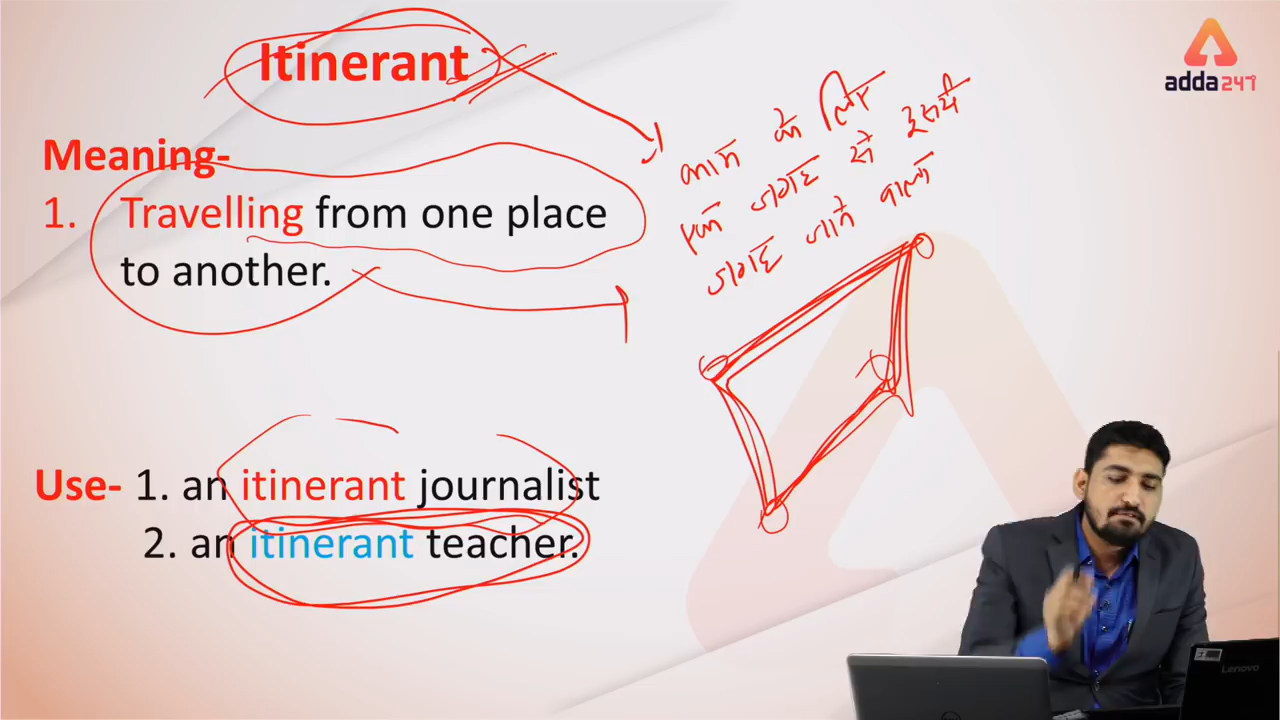 Itinerant
adda247
Meaning-
1. Travelling from one place
to another.
काम के लिए
एक जगह से दूसरी
जगह जाने वाला
Use- 1. an itinerant journalist
2. an itinerant teacher.
Lenovo